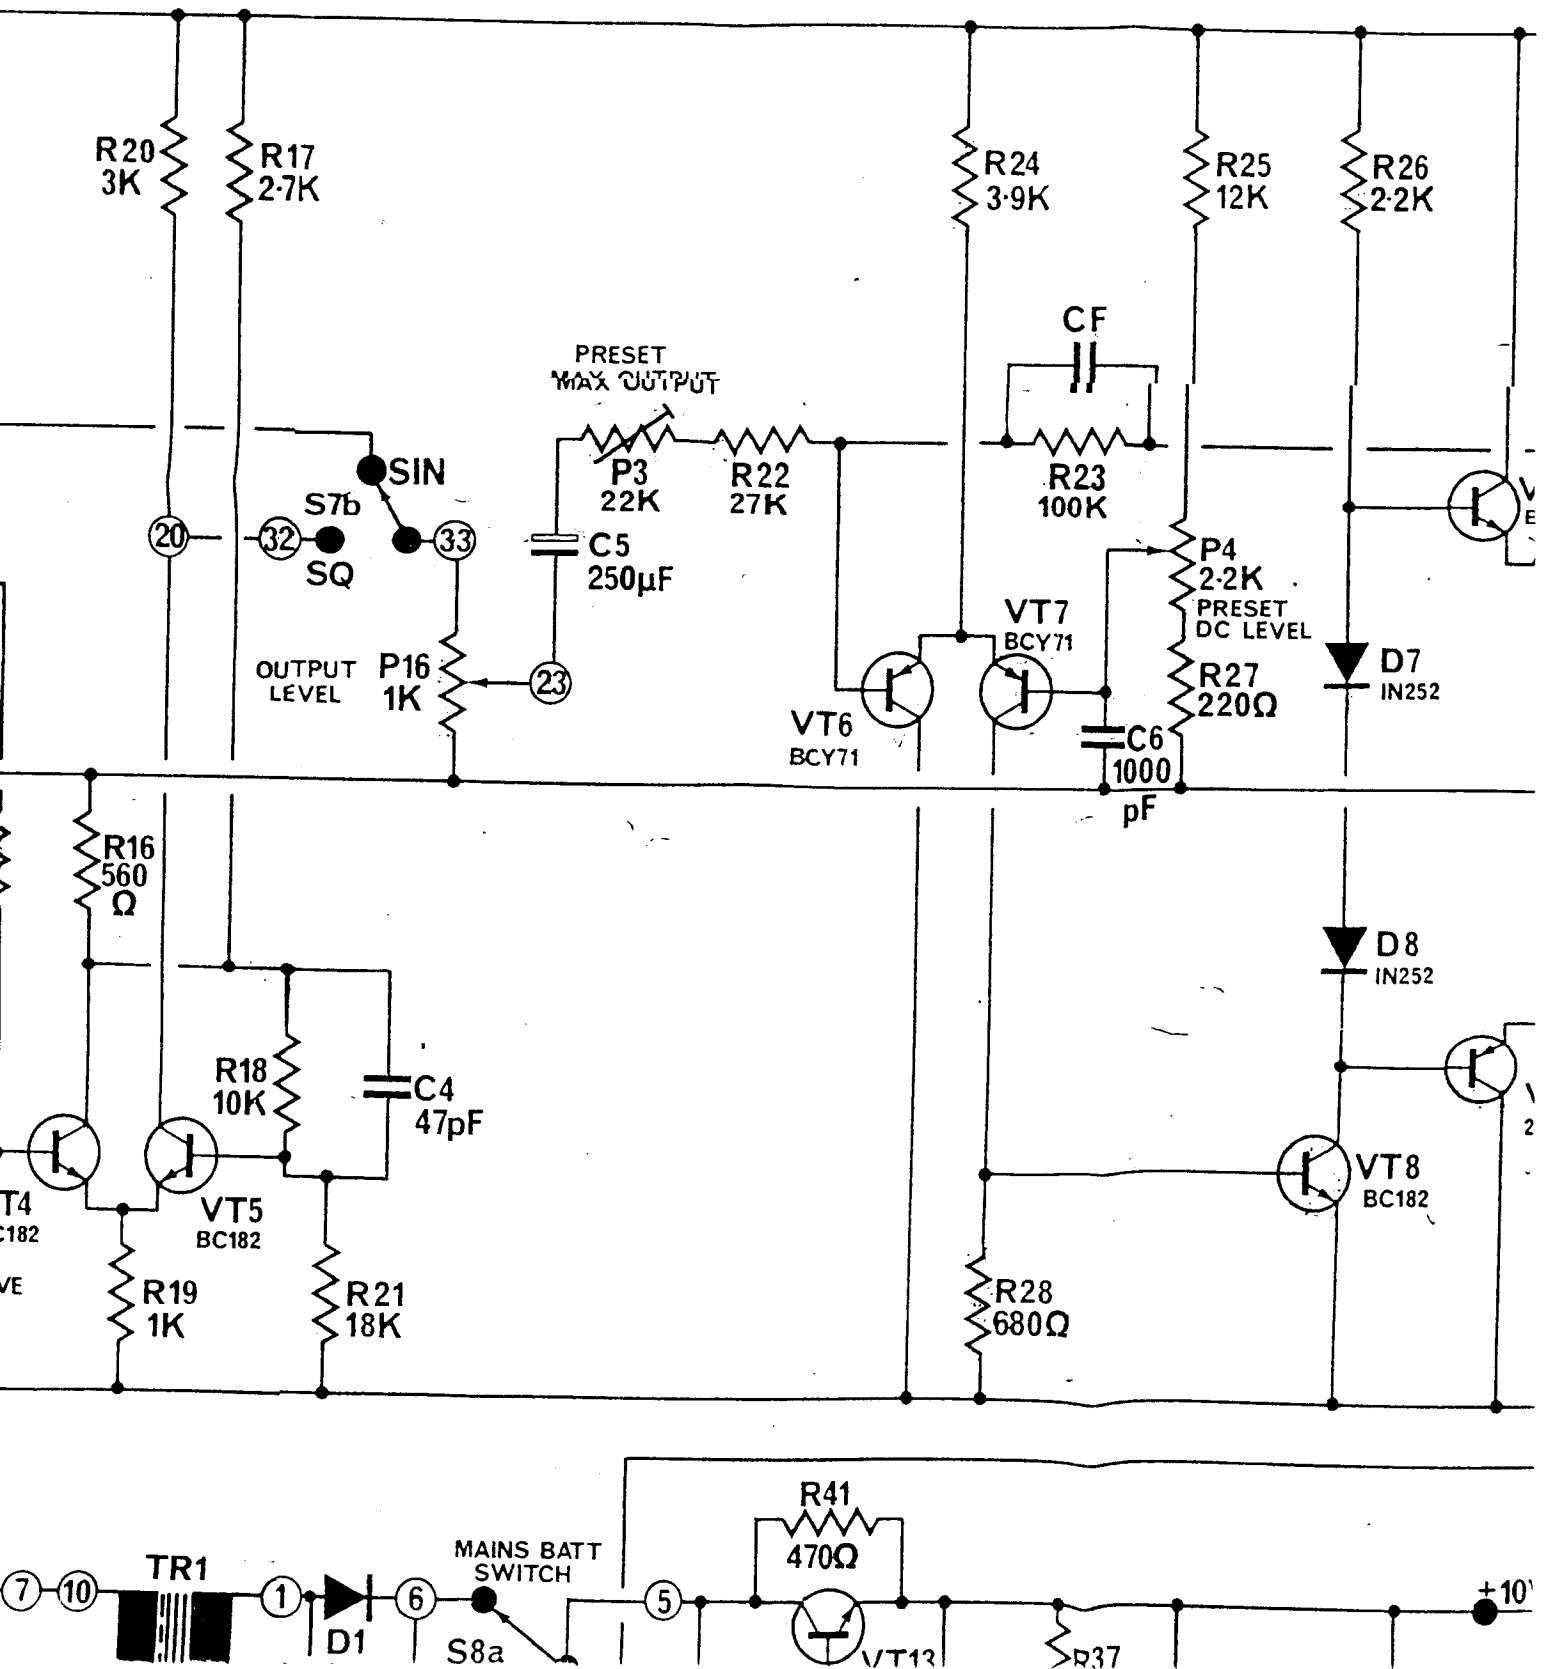 R20
3K
R17
2·7K
R24
3·9K
R25
12K
R26
2·2K
CF
PRESET
MAX OUTPUT
SIN
S7b
P3
22K
R22
27K
R23
100K
20
32
33
SQ
C5
250µF
P4
2·2K
PRESET
DC LEVEL
VT7
BCY71
OUTPUT
LEVEL
P16
1K
23
D7
IN252
R27
220Ω
VT6
BCY71
C6
1000
pF
R16
560
Ω
D8
IN252
R18
10K
C4
47pF
T4
C182
VE
VT5
BC182
VT8
BC182
2
R19
1K
R21
18K
R28
680Ω
R41
470Ω
MAINS BATT
SWITCH
TR1
7
10
1
6
5
+10
D1
S8a
VT13
R37